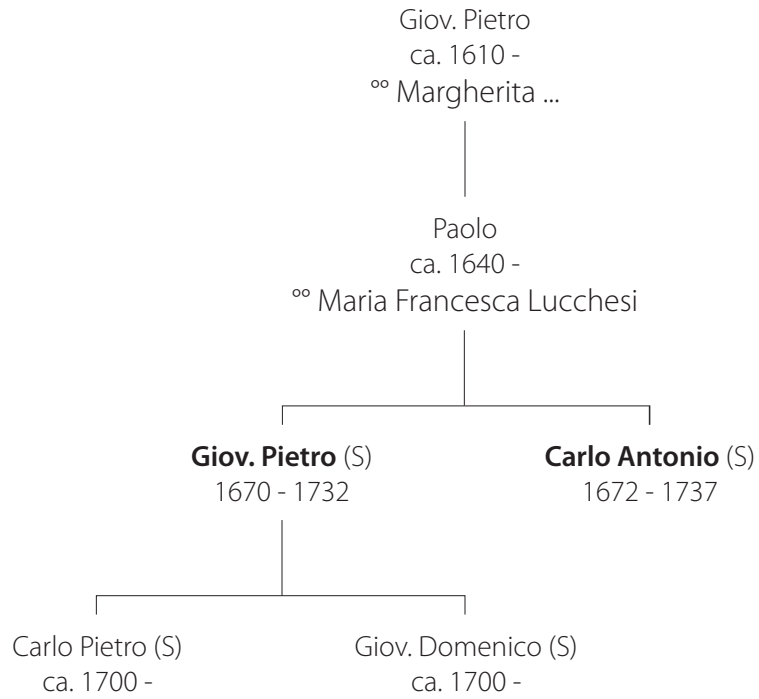 Giov. Pietro
ca. 1610 -
°° Margherita ...
Paolo
ca. 1640 -
°° Maria Francesca Lucchesi
Giov. Pietro (S)
1670 - 1732
Carlo Antonio (S)
1672 - 1737
Carlo Pietro (S)
ca. 1700 -
Giov. Domenico (S)
ca. 1700 -